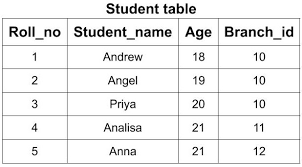 Student table
Roll_no Student_name Age Branch_id
1 Andrew 18 10
2 Angel 19 10
3 Priya 20 10
4 Analisa 21 11
5 Anna 21 12